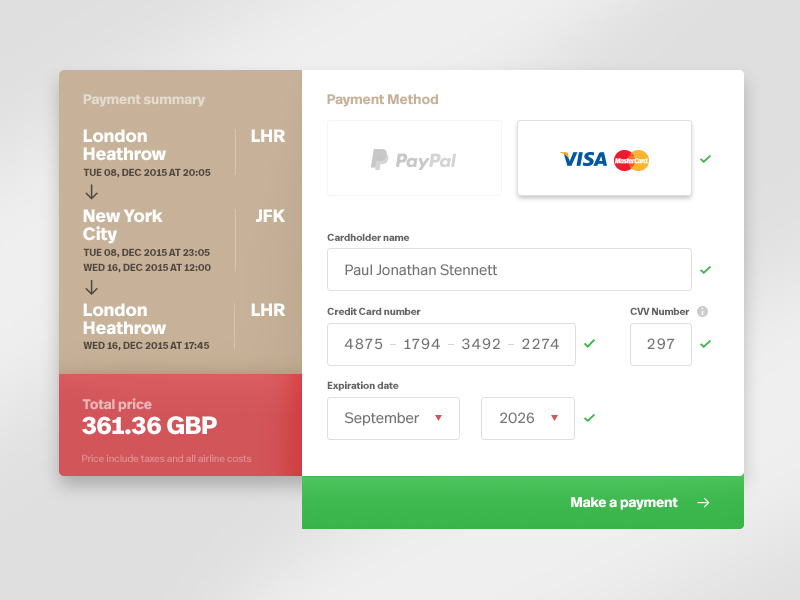 Payment summary
London
Heathrow
LHR
TUE 08, DEC 2015 AT 20:05
New York
City
JFK
TUE 08, DEC 2015 AT 23:05
WED 16, DEC 2015 AT 12:00
London
Heathrow
LHR
WED 16, DEC 2015 AT 17:45
Total price
361.36 GBP
Price include taxes and all airline costs
Payment Method
PayPal
VISA
MasterCard
Cardholder name
Paul Jonathan Stennett
Credit Card number
4875 – 1794 – 3492 – 2274
CVV Number
i
297
Expiration date
September
2026
Make a payment